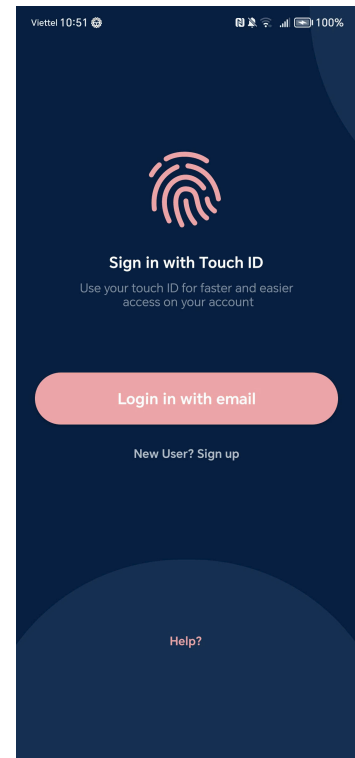 Viettel 10:51 100%
Sign in with Touch ID
Use your touch ID for faster and easier
access on your account
Login in with email
New User? Sign up
Help?